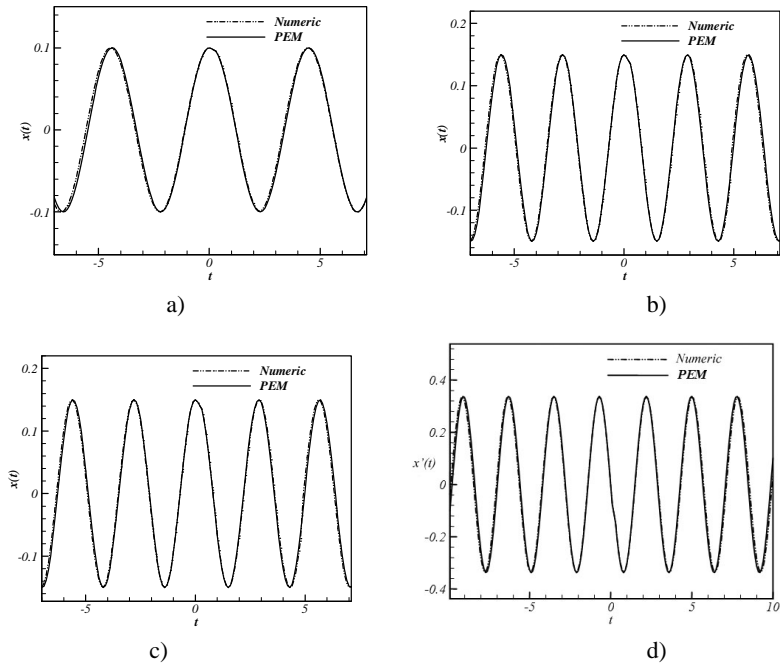 Numeric
PEM
0.1
x(t)
0
-0.1
-5
0
5
t
a)
Numeric
PEM
0.2
0.1
x(t)
0
-0.1
-5
0
5
t
b)
Numeric
PEM
0.2
0.1
x(t)
0
-0.1
-5
0
5
t
c)
Numeric
PEM
0.4
0.2
x'(t)
0
-0.2
-0.4
-5
0
5
10
t
d)